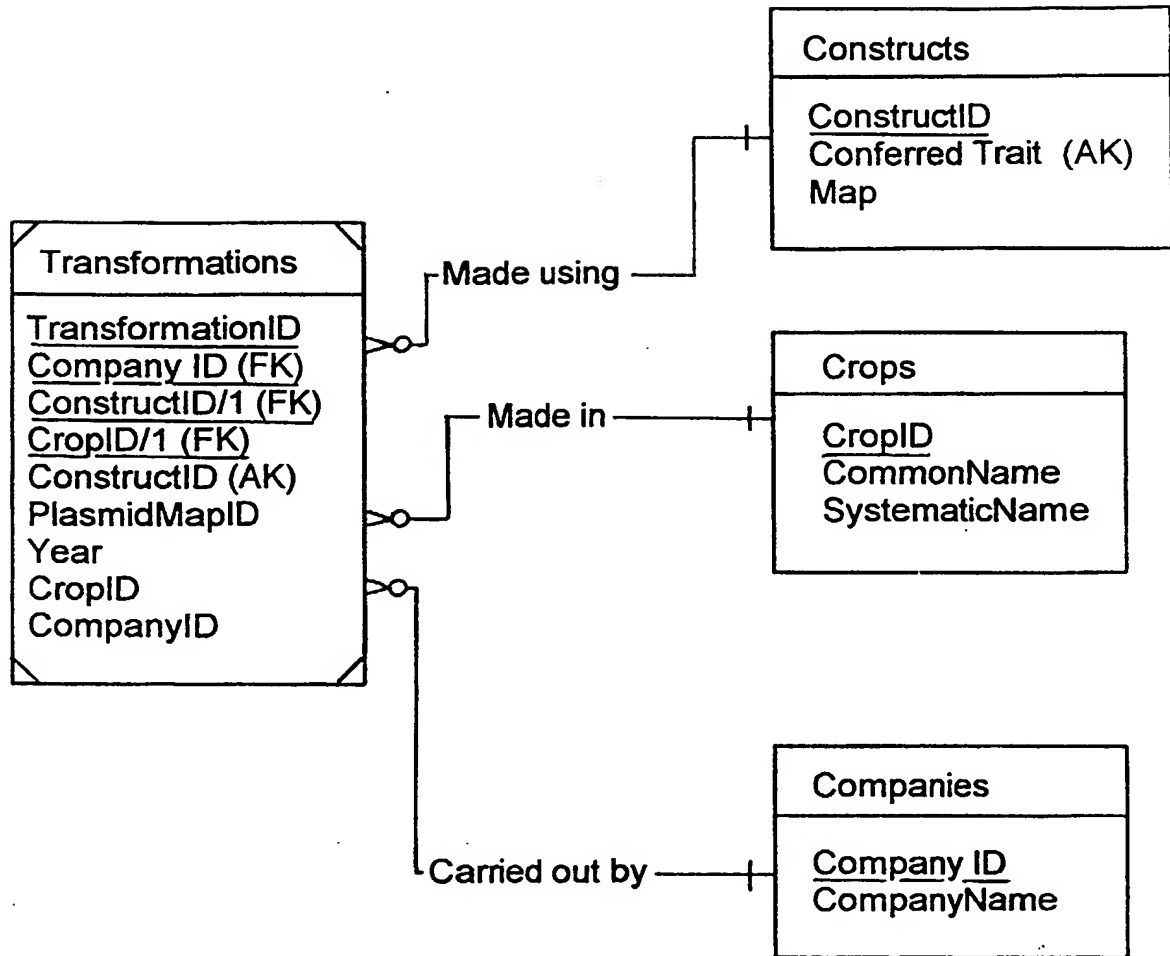 Constructs
ConstructID
Conferred Trait (AK)
Map
Transformations
TransformationID
Company ID (FK)
ConstructID/1 (FK)
CropID/1 (FK)
ConstructID (AK)
PlasmidMapID
Year
CropID
CompanyID
Made using
Made in
Carried out by
Crops
CropID
CommonName
SystematicName
Companies
Company ID
CompanyName